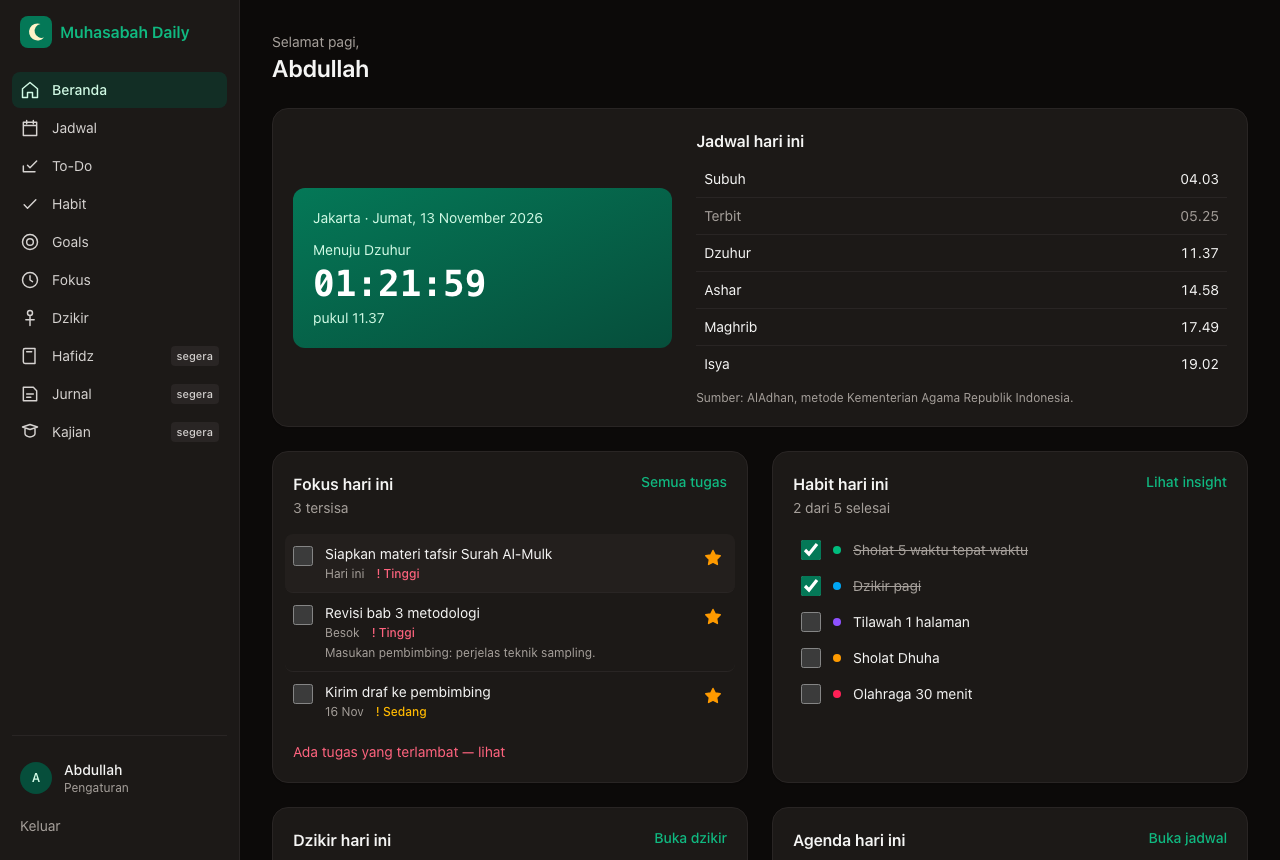 Muhasabah Daily
Beranda
Jadwal
To-Do
Habit
Goals
Fokus
Dzikir
Hafidz segera
Jurnal segera
Kajian segera
A
Abdullah
Pengaturan
Keluar
Selamat pagi,
Abdullah
Jakarta · Jumat, 13 November 2026
Menuju Dzuhur
01:21:59
pukul 11.37
Jadwal hari ini
Subuh 04.03
Terbit 05.25
Dzuhur 11.37
Ashar 14.58
Maghrib 17.49
Isya 19.02
Sumber: AlAdhan, metode Kementerian Agama Republik Indonesia.
Fokus hari ini Semua tugas
3 tersisa
Siapkan materi tafsir Surah Al-Mulk
Hari ini ! Tinggi
Revisi bab 3 metodologi
Besok ! Tinggi
Masukan pembimbing: perjelas teknik sampling.
Kirim draf ke pembimbing
16 Nov ! Sedang
Ada tugas yang terlambat — lihat
Habit hari ini Lihat insight
2 dari 5 selesai
Sholat 5 waktu tepat waktu
Dzikir pagi
Tilawah 1 halaman
Sholat Dhuha
Olahraga 30 menit
Dzikir hari ini Buka dzikir
Agenda hari ini Buka jadwal